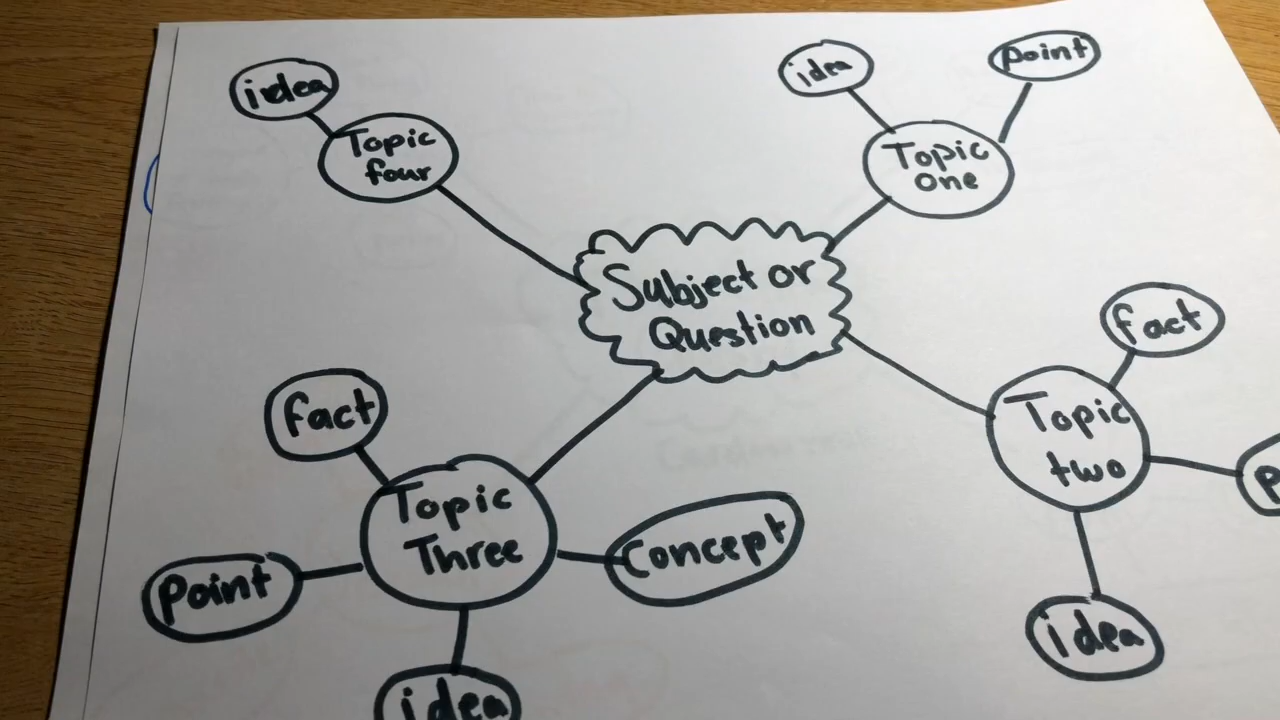 idea
Topic
four
idea
point
Topic
One
Subject or
Question
fact
Topic
two
idea
fact
Topic
Three
Point
Concept
idea